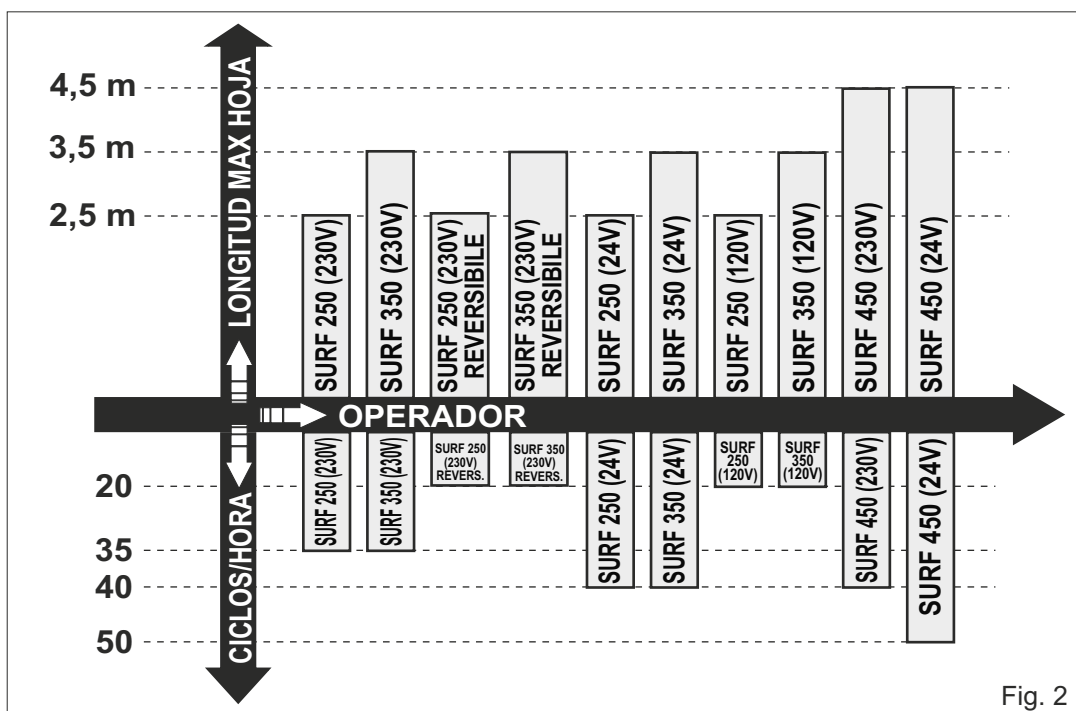 LONGITUD MAX HOJA
4,5 m
3,5 m
2,5 m
SURF 250 (230V)
SURF 350 (230V)
SURF 250 (230V)
REVERSIBILE
SURF 350 (230V)
REVERSIBILE
SURF 250 (24V)
SURF 350 (24V)
SURF 250 (120V)
SURF 350 (120V)
SURF 450 (230V)
SURF 450 (24V)
OPERADOR
CICLOS/HORA
20
35
40
50
SURF 250 (230V)
SURF 350 (230V)
SURF 250
(230V)
REVERS.
SURF 350
(230V)
REVERS.
SURF 250 (24V)
SURF 350 (24V)
SURF
250
(120V)
SURF
350
(120V)
SURF 450 (230V)
SURF 450 (24V)
Fig. 2